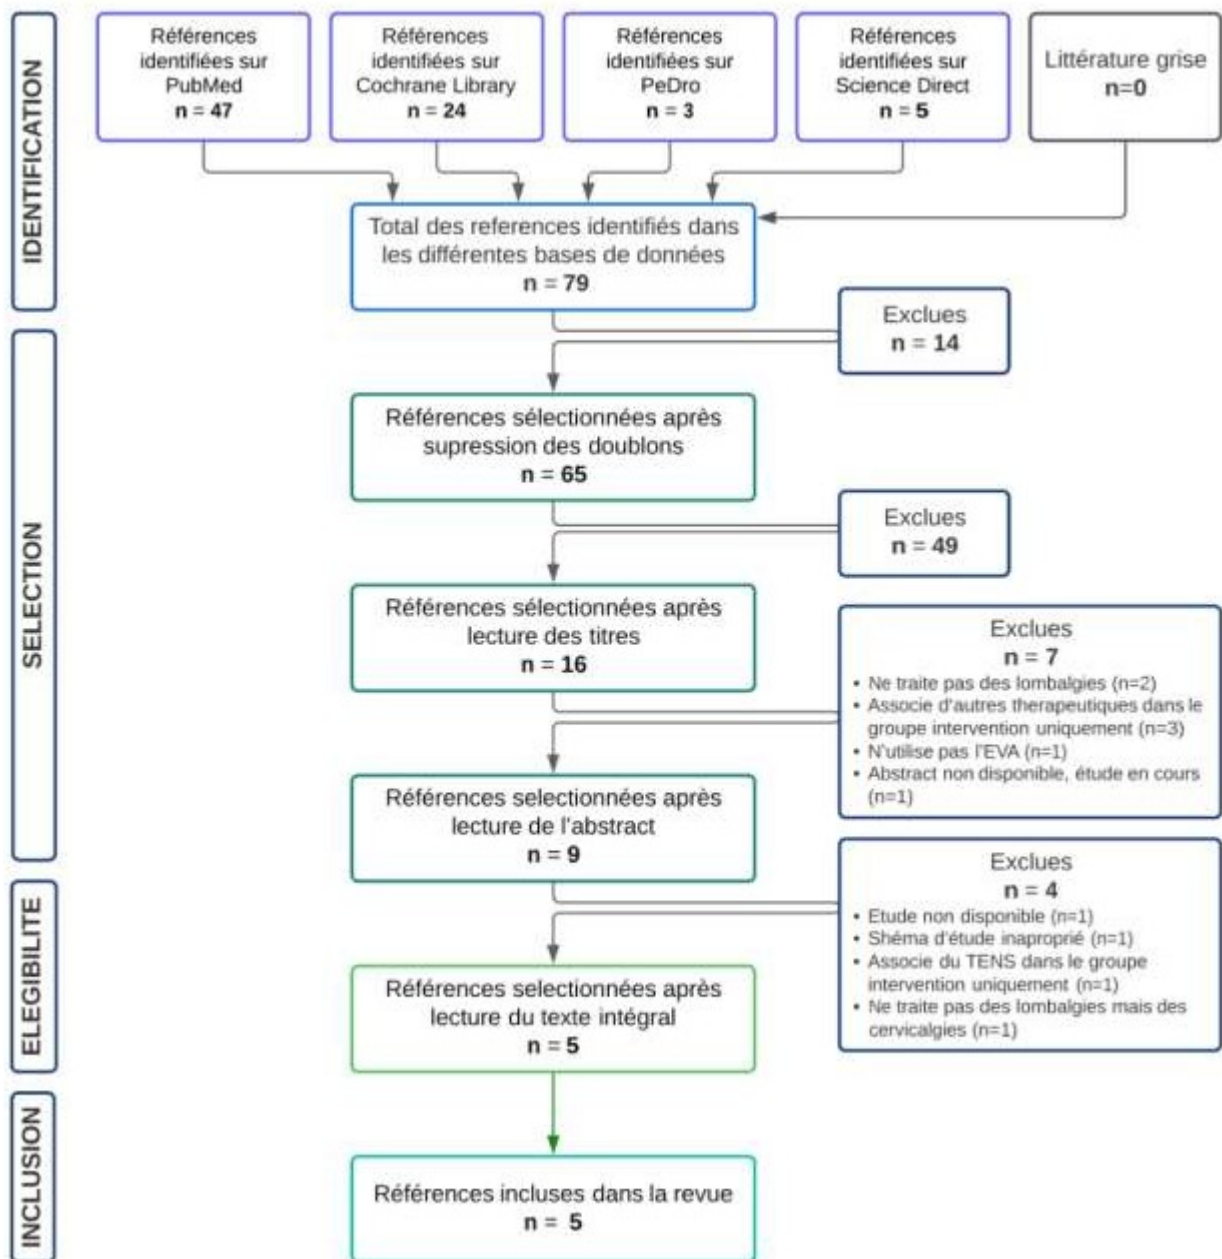 IDENTIFICATION
Références
identifiées sur
PubMed
n = 47
Références
identifiées sur
Cochrane Library
n = 24
Références
identifiées sur
PeDro
n = 3
Références
identifiées sur
Science Direct
n = 5
Littérature grise
n=0
Total des references identifiés dans
les différentes bases de données
n = 79
SELECTION
Exclues
n = 14
Références sélectionnées après
supression des doublons
n = 65
Exclues
n = 49
Références sélectionnées après
lecture des titres
n = 16
Exclues
n = 7
• Ne traite pas des lombalgies (n=2)
• Associe d'autres therapeutiques dans le
groupe intervention uniquement (n=3)
• N'utilise pas l'EVA (n=1)
• Abstract non disponible, étude en cours
(n=1)
Références selectionnées après
lecture de l'abstract
n = 9
ELEGIBILITE
Exclues
n = 4
• Etude non disponible (n=1)
• Shéma d'étude inaproprié (n=1)
• Associe du TENS dans le groupe
intervention uniquement (n=1)
• Ne traite pas des lombalgies mais des
cervicalgies (n=1)
Références selectionnées après
lecture du texte intégral
n = 5
INCLUSION
Références incluses dans la revue
n = 5